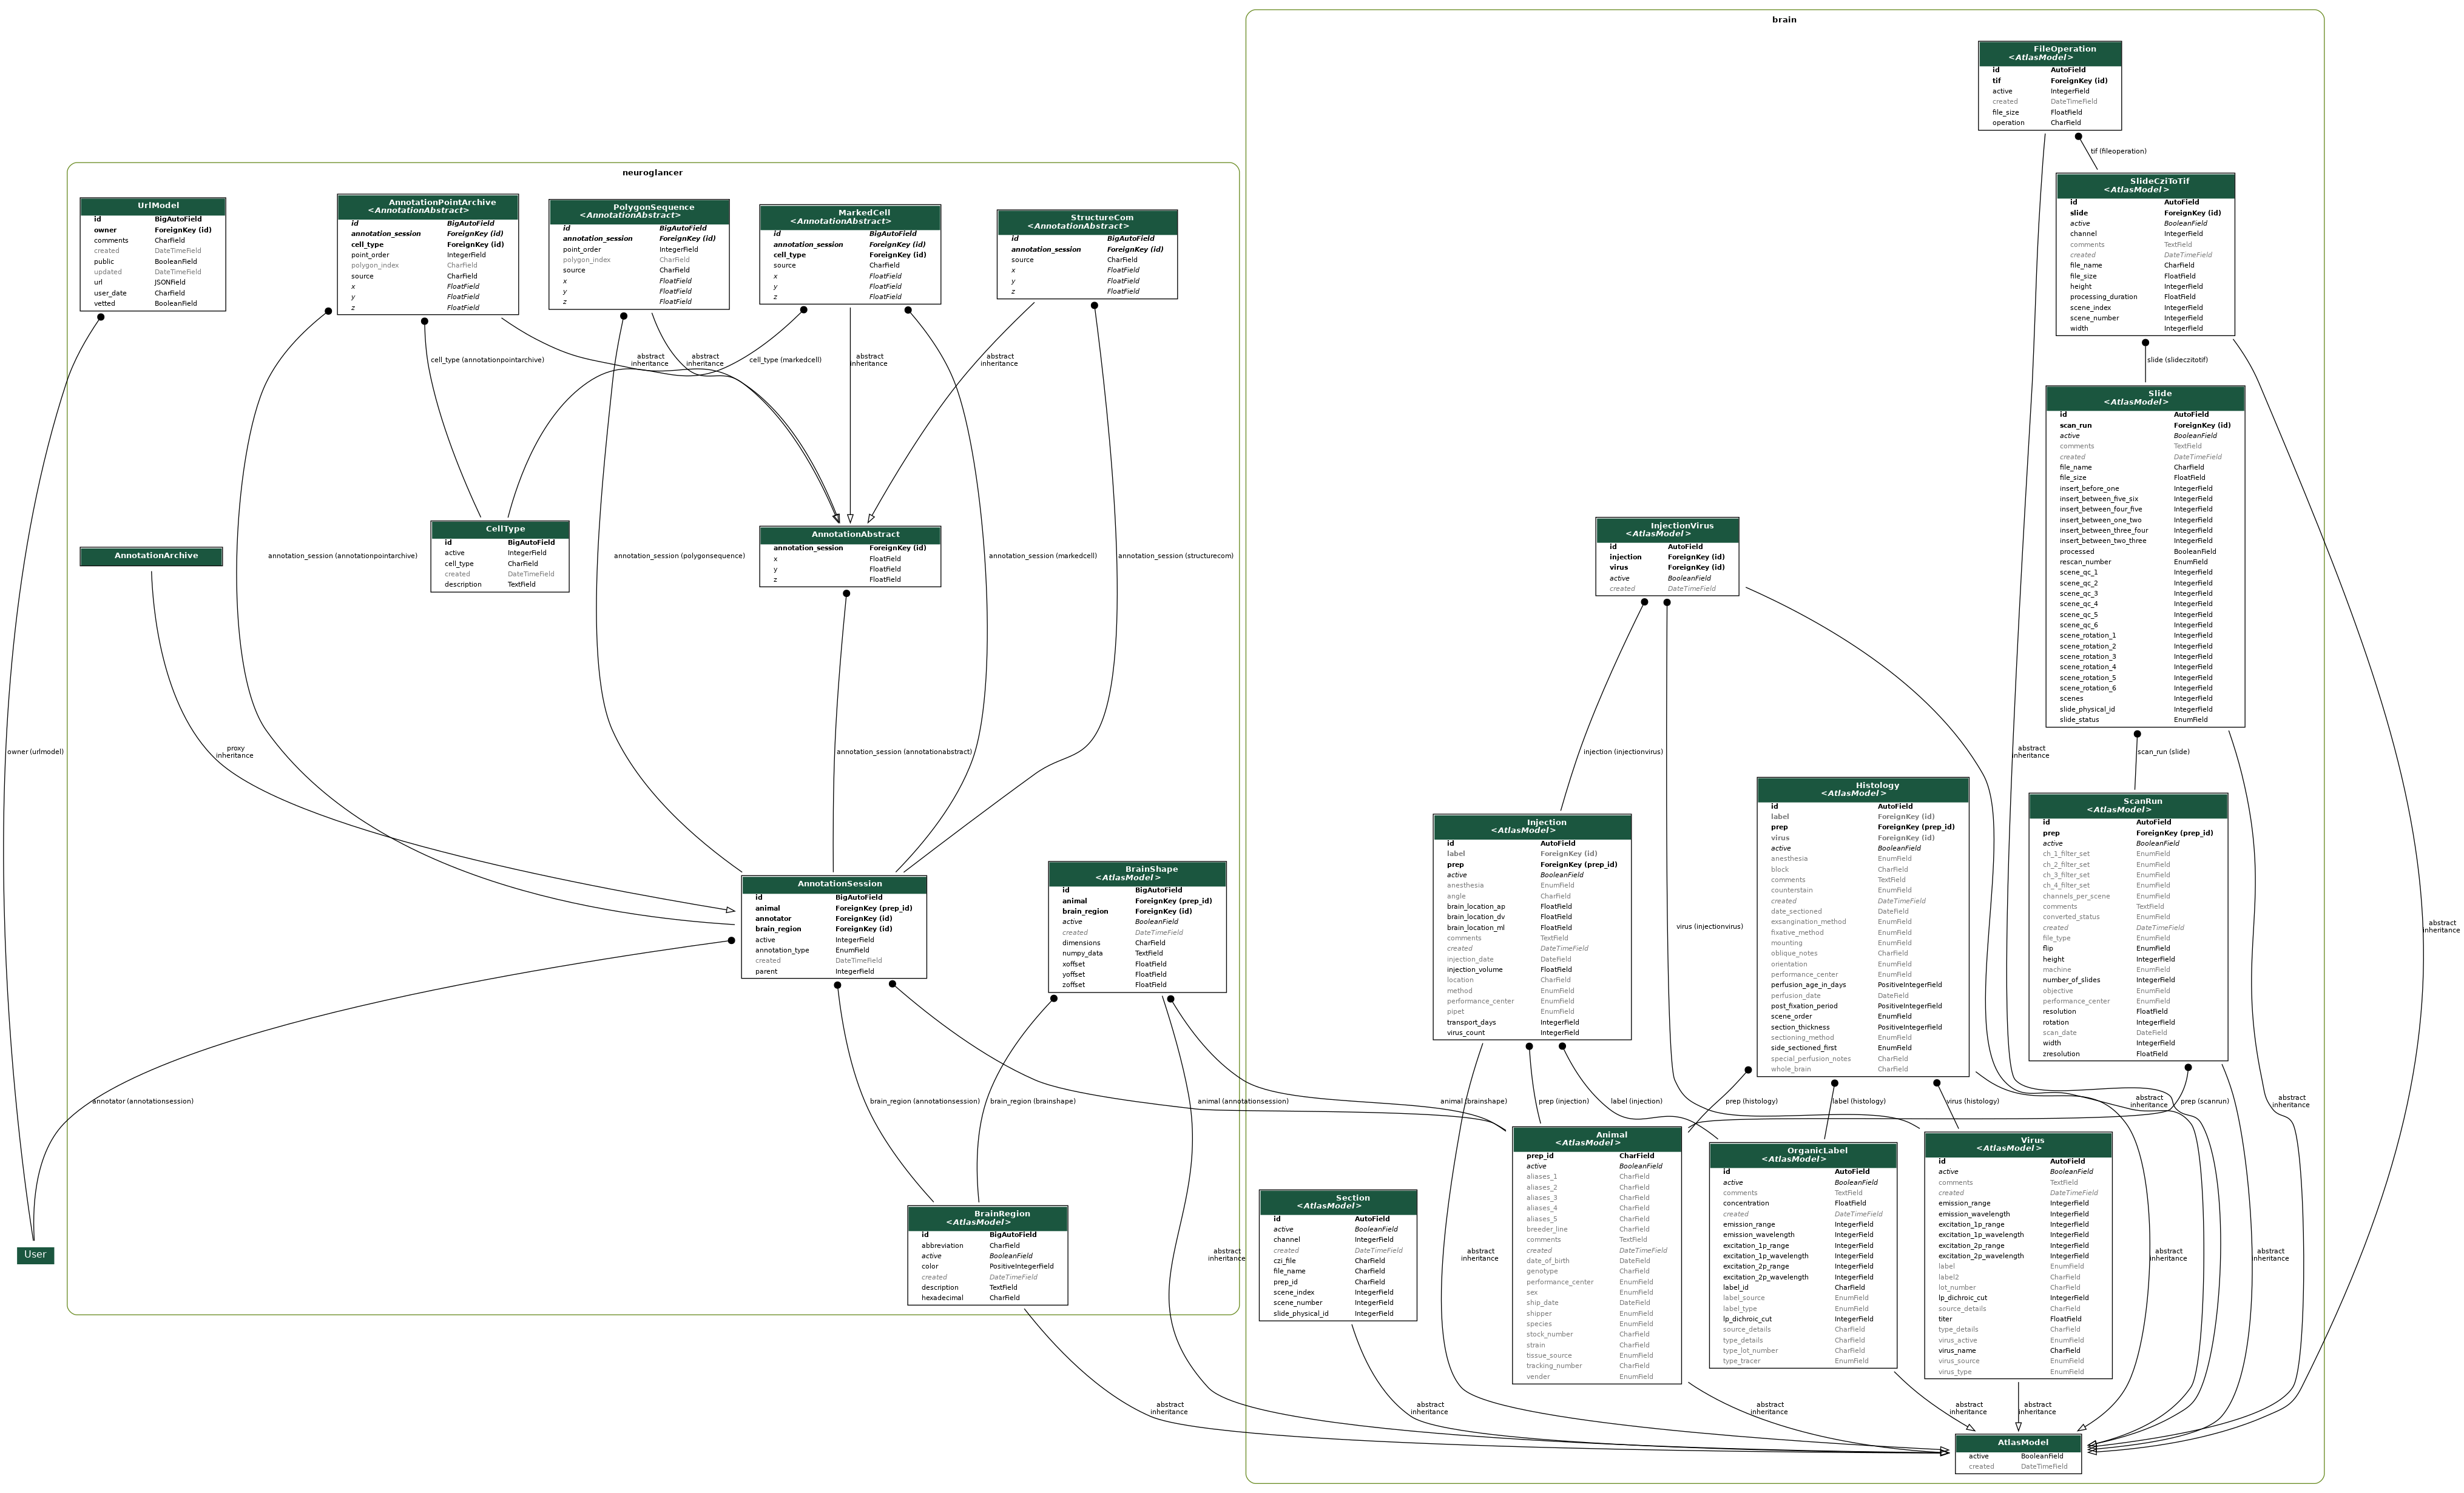 brain
FileOperation
<AtlasModel>
id AutoField
tif ForeignKey (id)
active IntegerField
created DateTimeField
file_size FloatField
operation CharField
tif (fileoperation)
neuroglancer
UrlModel
id BigAutoField
owner ForeignKey (id)
comments CharField
created DateTimeField
public BooleanField
updated DateTimeField
url JSONField
user_date CharField
vetted BooleanField
AnnotationPointArchive
<AnnotationAbstract>
id BigAutoField
annotation_session ForeignKey (id)
cell_type ForeignKey (id)
point_order IntegerField
polygon_index CharField
source CharField
x FloatField
y FloatField
z FloatField
PolygonSequence
<AnnotationAbstract>
id BigAutoField
annotation_session ForeignKey (id)
point_order IntegerField
polygon_index CharField
source CharField
x FloatField
y FloatField
z FloatField
MarkedCell
<AnnotationAbstract>
id BigAutoField
annotation_session ForeignKey (id)
cell_type ForeignKey (id)
source CharField
x FloatField
y FloatField
z FloatField
StructureCom
<AnnotationAbstract>
id BigAutoField
annotation_session ForeignKey (id)
source CharField
x FloatField
y FloatField
z FloatField
SlideCziToTif
<AtlasModel>
id AutoField
slide ForeignKey (id)
active BooleanField
channel IntegerField
comments TextField
created DateTimeField
file_name CharField
file_size FloatField
height IntegerField
processing_duration FloatField
scene_index IntegerField
scene_number IntegerField
width IntegerField
cell_type (annotationpointarchive)
abstract
inheritance
abstract
inheritance
cell_type (markedcell)
abstract
inheritance
abstract
inheritance
slide (slideczitotif)
Slide
<AtlasModel>
id AutoField
scan_run ForeignKey (id)
active BooleanField
comments TextField
created DateTimeField
file_name CharField
file_size FloatField
insert_before_one IntegerField
insert_between_five_six IntegerField
insert_between_four_five IntegerField
insert_between_one_two IntegerField
insert_between_three_four IntegerField
insert_between_two_three IntegerField
processed BooleanField
rescan_number EnumField
scene_qc_1 IntegerField
scene_qc_2 IntegerField
scene_qc_3 IntegerField
scene_qc_4 IntegerField
scene_qc_5 IntegerField
scene_qc_6 IntegerField
scene_rotation_1 IntegerField
scene_rotation_2 IntegerField
scene_rotation_3 IntegerField
scene_rotation_4 IntegerField
scene_rotation_5 IntegerField
scene_rotation_6 IntegerField
scenes IntegerField
slide_physical_id IntegerField
slide_status EnumField
AnnotationArchive
annotation_session (annotationpointarchive)
CellType
id BigAutoField
active IntegerField
cell_type CharField
created DateTimeField
description TextField
annotation_session (polygonsequence)
AnnotationAbstract
annotation_session ForeignKey (id)
x FloatField
y FloatField
z FloatField
annotation_session (markedcell)
annotation_session (structurecom)
InjectionVirus
<AtlasModel>
id AutoField
injection ForeignKey (id)
virus ForeignKey (id)
active BooleanField
created DateTimeField
owner (urlmodel)
proxy
inheritance
annotation_session (annotationabstract)
injection (injectionvirus)
abstract
inheritance
scan_run (slide)
Injection
<AtlasModel>
id AutoField
label ForeignKey (id)
prep ForeignKey (prep_id)
active BooleanField
anesthesia EnumField
angle CharField
brain_location_ap FloatField
brain_location_dv FloatField
brain_location_ml FloatField
comments TextField
created DateTimeField
injection_date DateField
injection_volume FloatField
location CharField
method EnumField
performance_center EnumField
pipet EnumField
transport_days IntegerField
virus_count IntegerField
virus (injectionvirus)
Histology
<AtlasModel>
id AutoField
label ForeignKey (id)
prep ForeignKey (prep_id)
virus ForeignKey (id)
active BooleanField
anesthesia EnumField
block CharField
comments TextField
counterstain EnumField
created DateTimeField
date_sectioned DateField
exsangination_method EnumField
fixative_method EnumField
mounting EnumField
oblique_notes CharField
orientation EnumField
performance_center EnumField
perfusion_age_in_days PositiveIntegerField
perfusion_date DateField
post_fixation_period PositiveIntegerField
scene_order EnumField
section_thickness PositiveIntegerField
sectioning_method EnumField
side_sectioned_first EnumField
special_perfusion_notes CharField
whole_brain CharField
ScanRun
<AtlasModel>
id AutoField
prep ForeignKey (prep_id)
active BooleanField
ch_1_filter_set EnumField
ch_2_filter_set EnumField
ch_3_filter_set EnumField
ch_4_filter_set EnumField
channels_per_scene EnumField
comments TextField
converted_status EnumField
created DateTimeField
file_type EnumField
flip EnumField
height IntegerField
machine EnumField
number_of_slides IntegerField
objective EnumField
performance_center EnumField
resolution FloatField
rotation IntegerField
scan_date DateField
width IntegerField
zresolution FloatField
abstract
inheritance
AnnotationSession
id BigAutoField
animal ForeignKey (prep_id)
annotator ForeignKey (id)
brain_region ForeignKey (id)
active IntegerField
annotation_type EnumField
created DateTimeField
parent IntegerField
BrainShape
<AtlasModel>
id BigAutoField
animal ForeignKey (prep_id)
brain_region ForeignKey (id)
active BooleanField
created DateTimeField
dimensions CharField
numpy_data TextField
xoffset FloatField
yoffset FloatField
zoffset FloatField
annotator (annotationsession)
brain_region (annotationsession)
brain_region (brainshape)
animal (annotationsession)
animal (brainshape)
prep (injection)
label (injection)
prep (histology)
label (histology)
virus (histology)
abstract
inheritance
prep (scanrun)
abstract
inheritance
User
BrainRegion
<AtlasModel>
id BigAutoField
abbreviation CharField
active BooleanField
color PositiveIntegerField
created DateTimeField
description TextField
hexadecimal CharField
abstract
inheritance
Section
<AtlasModel>
id AutoField
active BooleanField
channel IntegerField
created DateTimeField
czi_file CharField
file_name CharField
prep_id CharField
scene_index IntegerField
scene_number IntegerField
slide_physical_id IntegerField
abstract
inheritance
Animal
<AtlasModel>
prep_id CharField
active BooleanField
aliases_1 CharField
aliases_2 CharField
aliases_3 CharField
aliases_4 CharField
aliases_5 CharField
breeder_line CharField
comments TextField
created DateTimeField
date_of_birth DateField
genotype CharField
performance_center EnumField
sex EnumField
ship_date DateField
shipper EnumField
species EnumField
stock_number CharField
strain CharField
tissue_source EnumField
tracking_number CharField
vender EnumField
OrganicLabel
<AtlasModel>
id AutoField
active BooleanField
comments TextField
concentration FloatField
created DateTimeField
emission_range IntegerField
emission_wavelength IntegerField
excitation_1p_range IntegerField
excitation_1p_wavelength IntegerField
excitation_2p_range IntegerField
excitation_2p_wavelength IntegerField
label_id CharField
label_source EnumField
label_type EnumField
lp_dichroic_cut IntegerField
source_details CharField
type_details CharField
type_lot_number CharField
type_tracer EnumField
Virus
<AtlasModel>
id AutoField
active BooleanField
comments TextField
created DateTimeField
emission_range IntegerField
emission_wavelength IntegerField
excitation_1p_range IntegerField
excitation_1p_wavelength IntegerField
excitation_2p_range IntegerField
excitation_2p_wavelength IntegerField
label EnumField
label2 CharField
lot_number CharField
lp_dichroic_cut IntegerField
source_details CharField
titer FloatField
type_details CharField
virus_active EnumField
virus_name CharField
virus_source EnumField
virus_type EnumField
abstract
inheritance
abstract
inheritance
abstract
inheritance
abstract
inheritance
abstract
inheritance
abstract
inheritance
abstract
inheritance
AtlasModel
active BooleanField
created DateTimeField